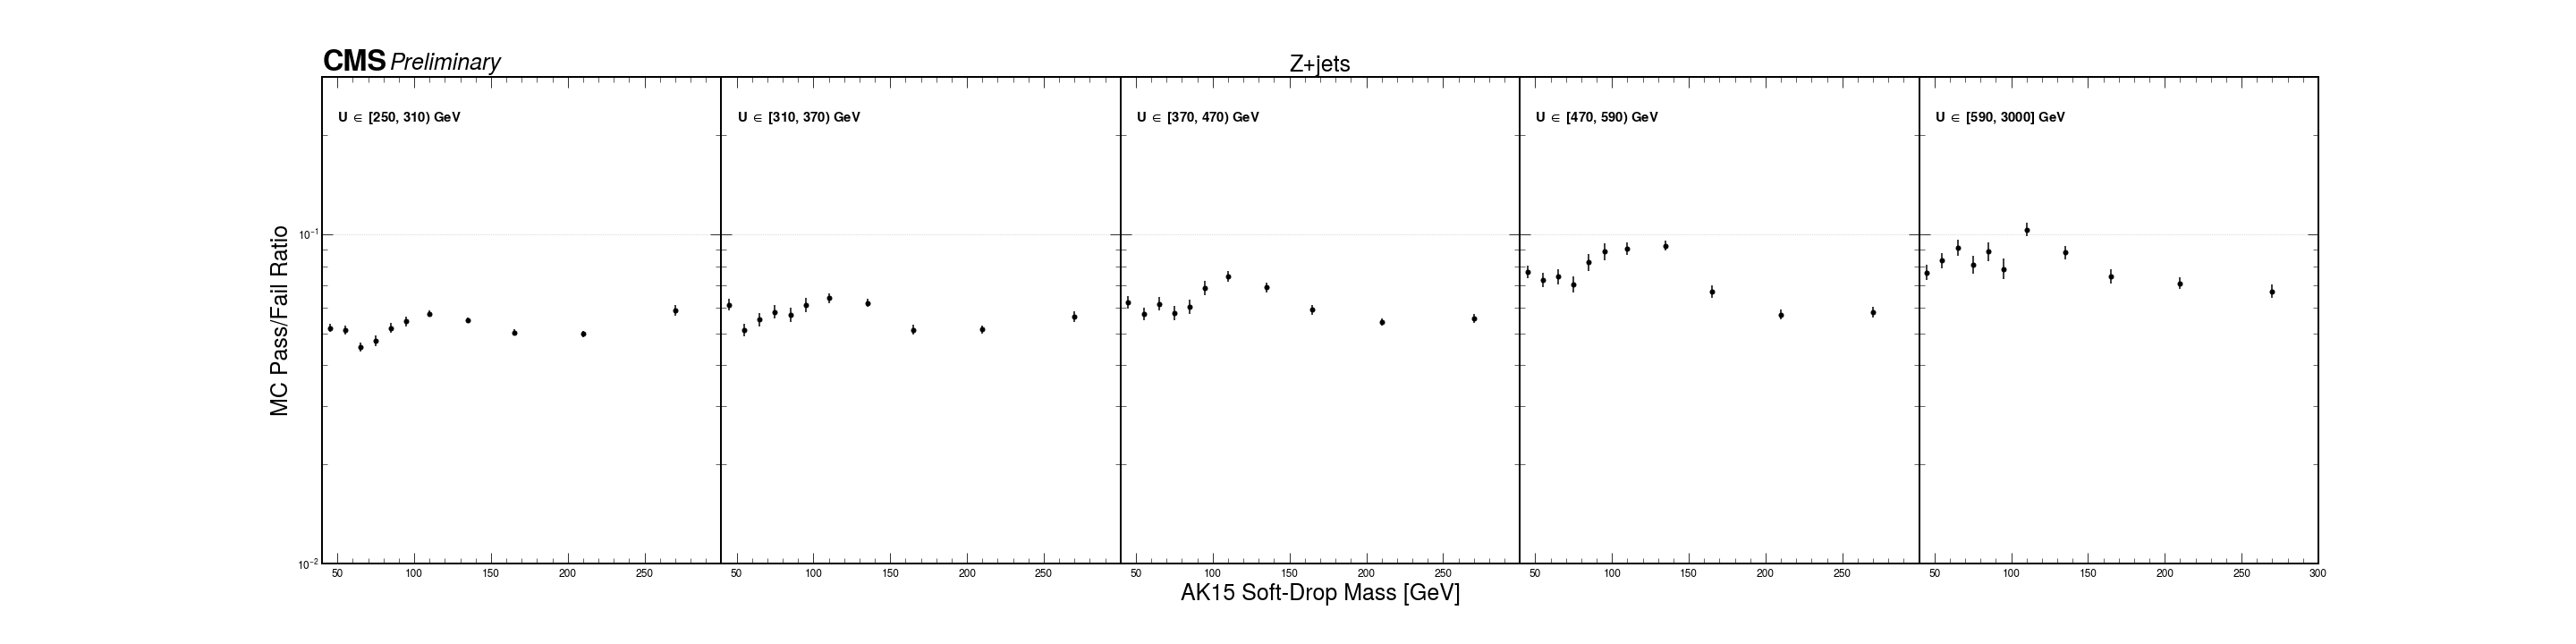 CMS Preliminary
Z+jets
U ∈ [250, 310) GeV
U ∈ [310, 370) GeV
U ∈ [370, 470) GeV
U ∈ [470, 590) GeV
U ∈ [590, 3000] GeV
MC Pass/Fail Ratio
10⁻¹
10⁻²
50 100 150 200 250 50 100 150 200 250 50 100 150 200 250 50 100 150 200 250 50 100 150 200 250 300
AK15 Soft-Drop Mass [GeV]